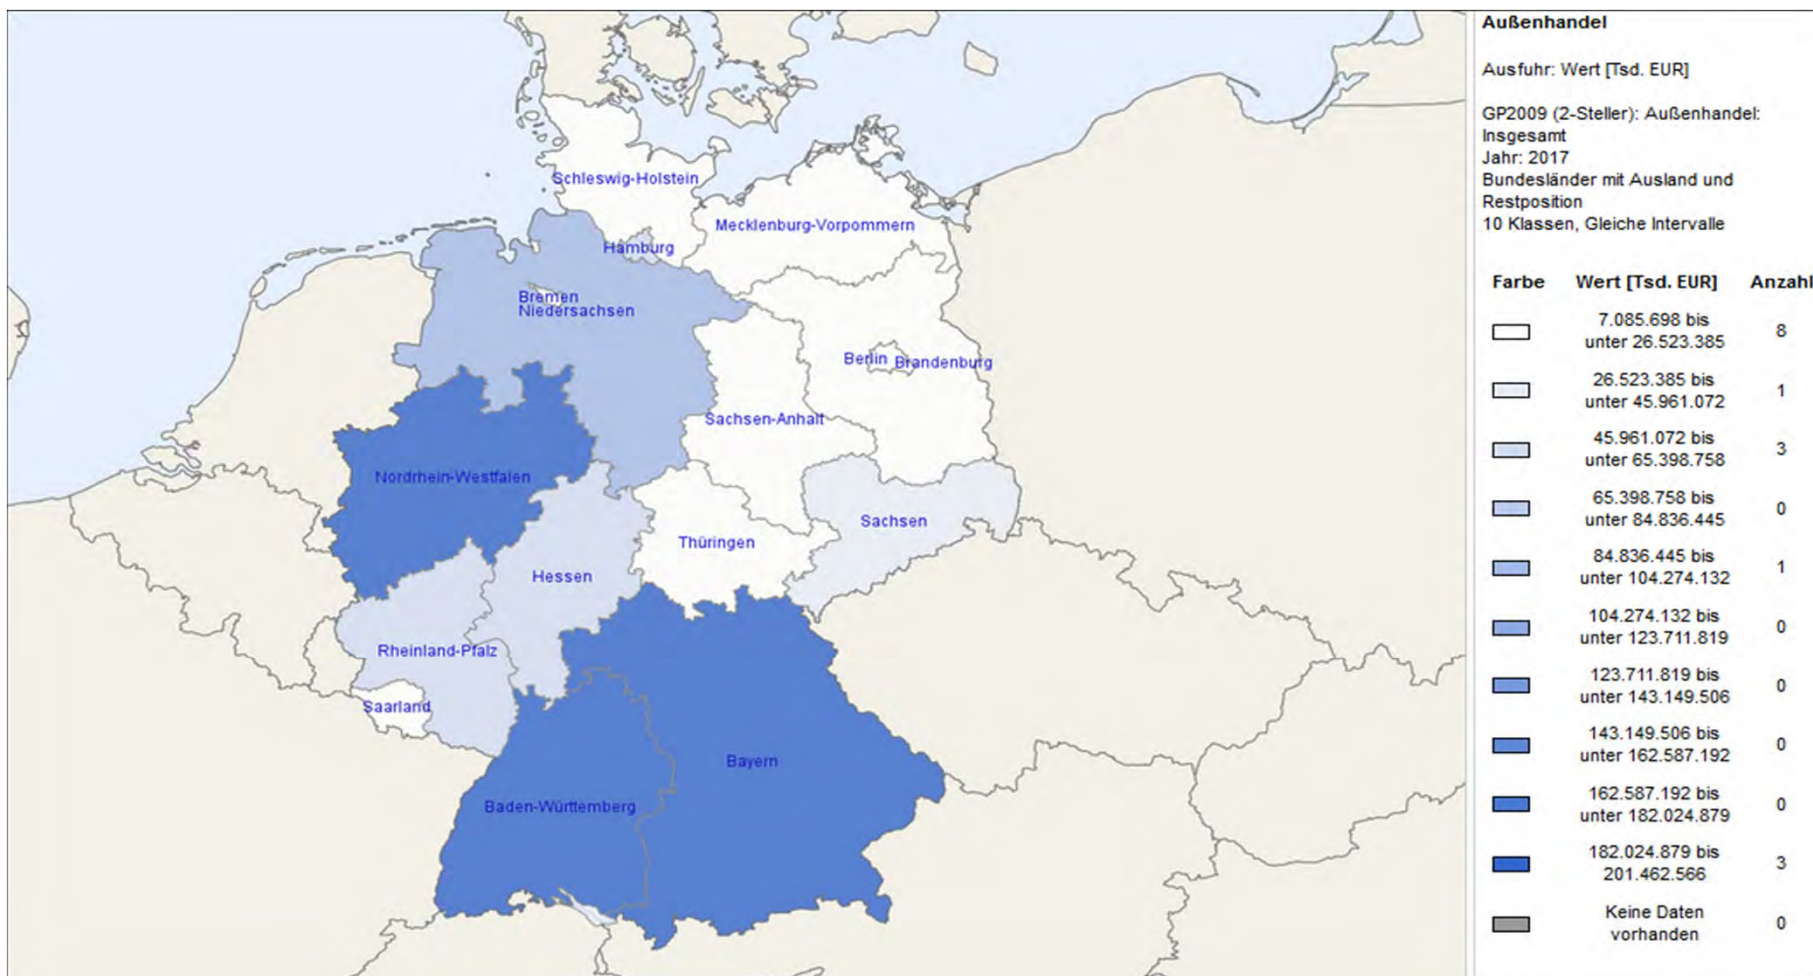 Außenhandel
Ausfuhr: Wert [Tsd. EUR]
GP2009 (2-Steller): Außenhandel:
Insgesamt
Jahr: 2017
Bundesländer mit Ausland und
Restposition
10 Klassen, Gleiche Intervalle
Farbe Wert [Tsd. EUR] Anzahl
7.085.698 bis
unter 26.523.385
8
26.523.385 bis
unter 45.961.072
1
45.961.072 bis
unter 65.398.758
3
65.398.758 bis
unter 84.836.445
0
84.836.445 bis
unter 104.274.132
1
104.274.132 bis
unter 123.711.819
0
123.711.819 bis
unter 143.149.506
0
143.149.506 bis
unter 162.587.192
0
162.587.192 bis
unter 182.024.879
0
182.024.879 bis
201.462.566
3
Keine Daten
vorhanden
0
Schleswig-Holstein
Mecklenburg-Vorpommern
Hamburg
Bremen
Niedersachsen
Berlin
Brandenburg
Sachsen-Anhalt
Nordrhein-Westfalen
Sachsen
Thüringen
Hessen
Rheinland-Pfalz
Saarland
Bayern
Baden-Württemberg